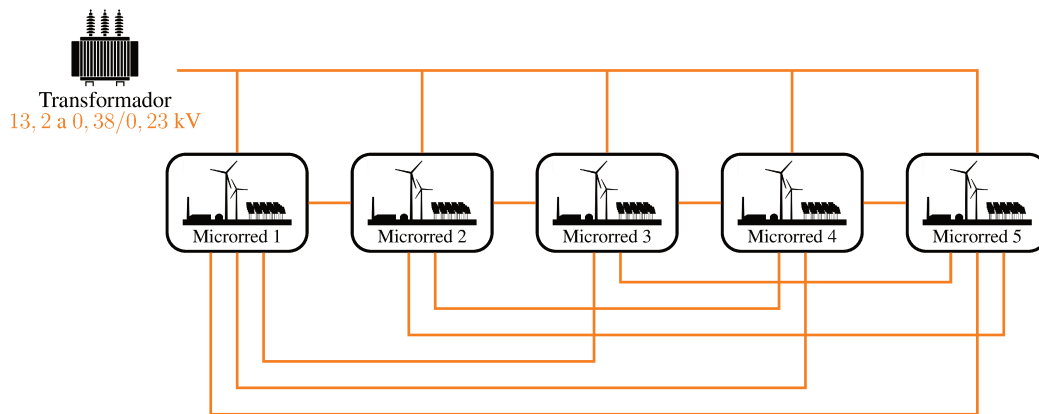 Transformador
13, 2 a 0, 38/0, 23 kV
Microrred 1
Microrred 2
Microrred 3
Microrred 4
Microrred 5